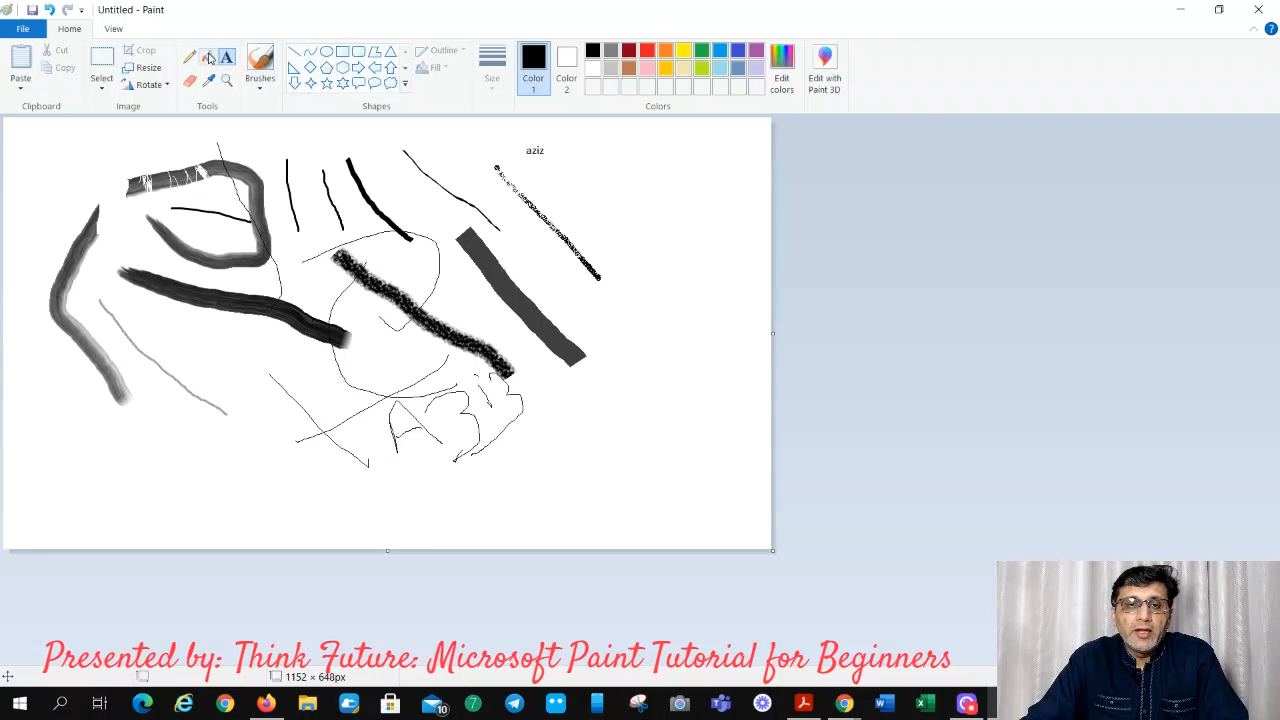 Untitled - Paint
File
Home
View
Paste
Cut
Copy
Clipboard
Select
Crop
Resize
Rotate
Image
A
Tools
Brushes
Outline
Fill
Shapes
Size
Color
1
Color
2
Edit
colors
Colors
Edit with
Paint 3D
aziz
A
Presented by: Think Future: Microsoft Paint Tutorial for Beginners
1152 × 648px
10
7